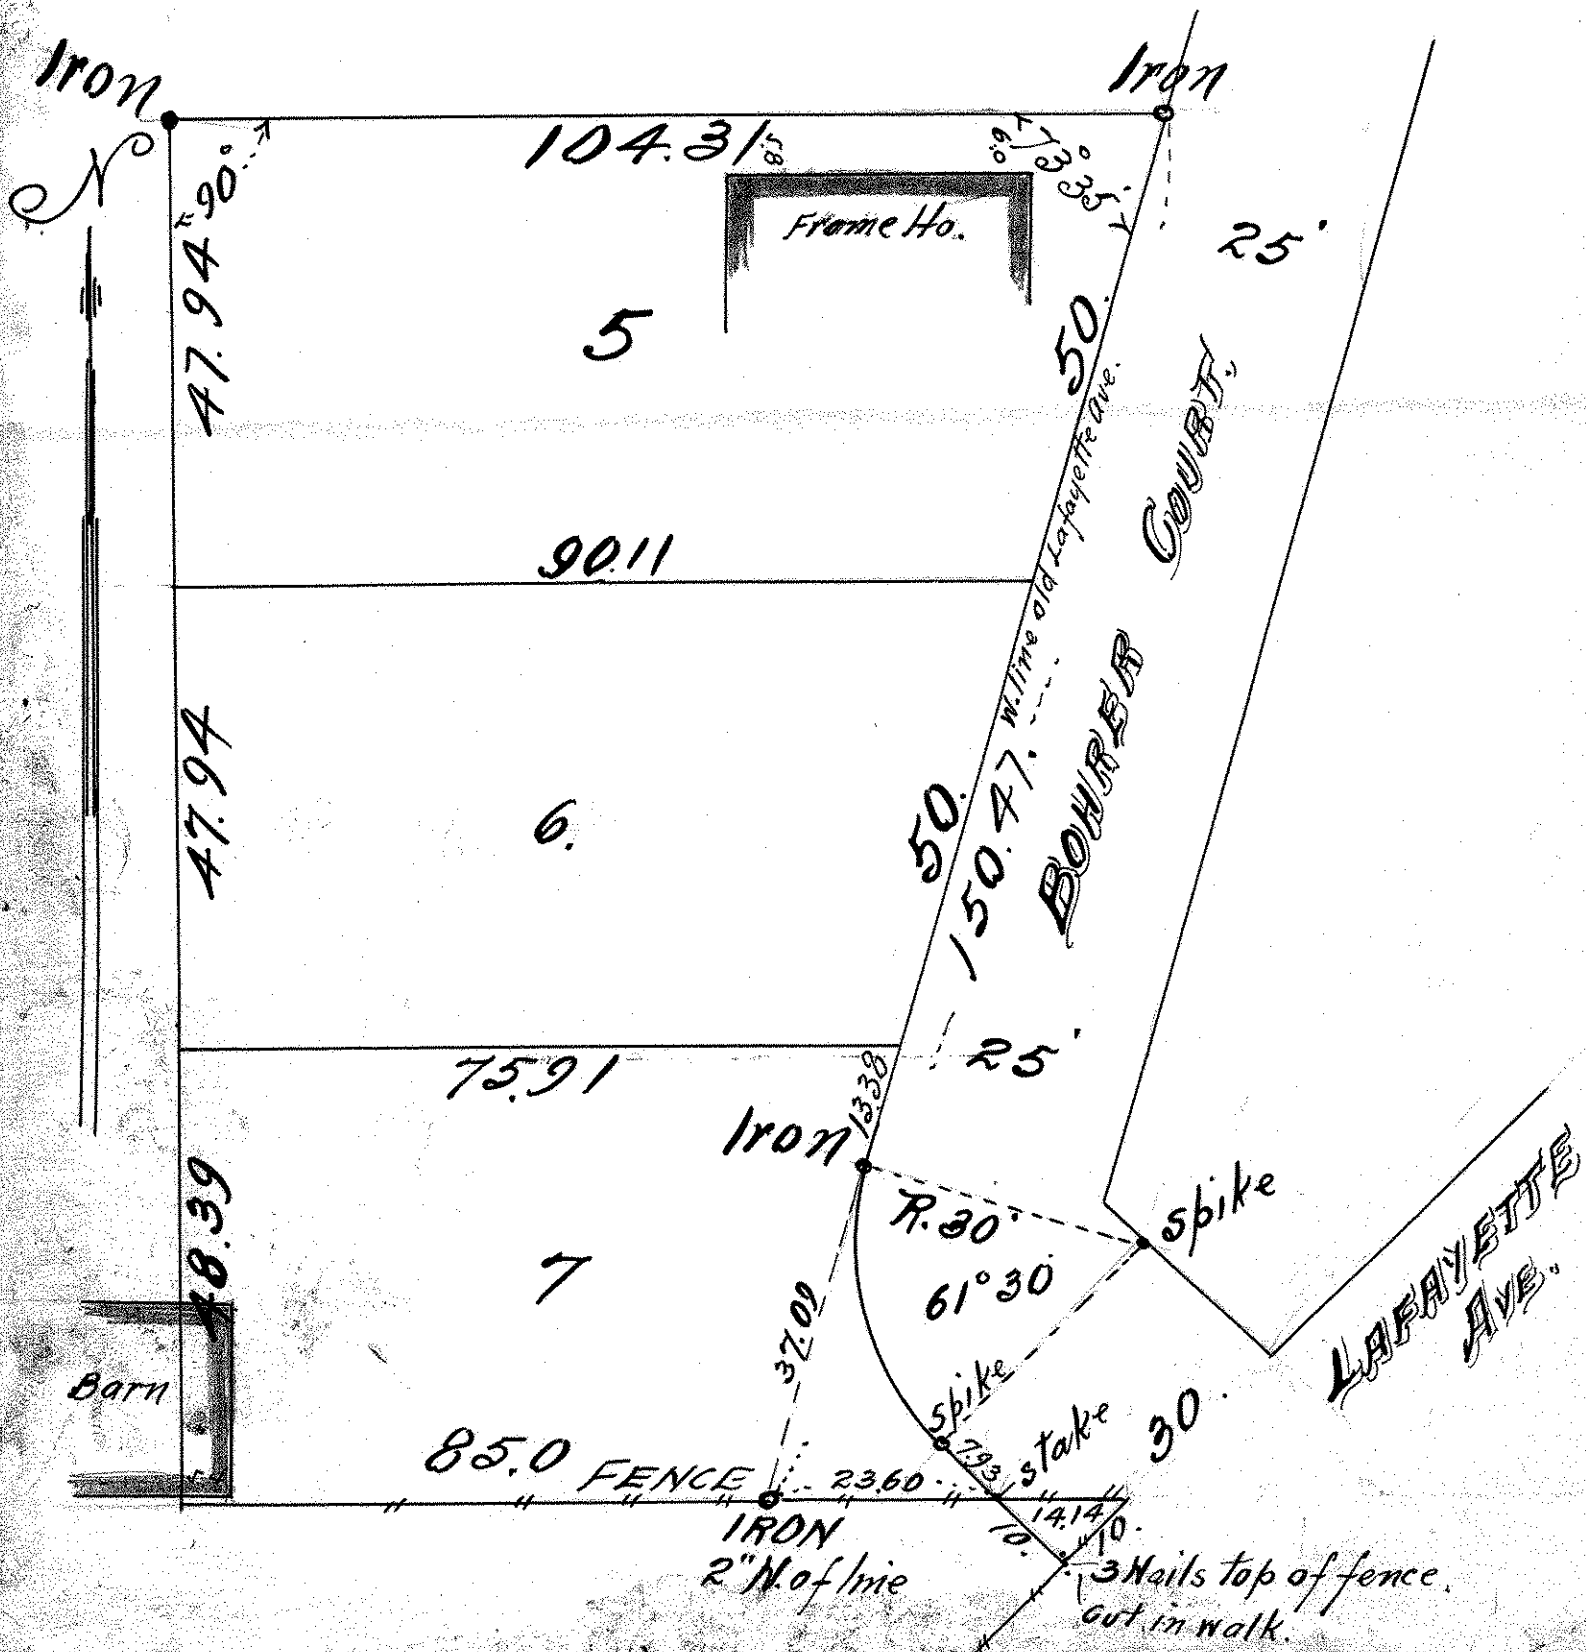 Iron
Iron
N
104.31
8.5
6.0
73° 35'
90°
Frame Ho.
25'
47.94
5
50.
W. line old Lafayette Ave.
BOHRER COURT.
90.11
47.94
6.
50.
150.47.
75.91
25'
13.38
Iron
R. 30'
spike
48.39
7
61° 30'
37.09
LAFAYETTE
AVE.
Barn
spike
stake
30.
85.0
FENCE
23.60
7.93
14.14
IRON
2" N. of line
10.
10.
3 Nails top of fence.
cut in walk.